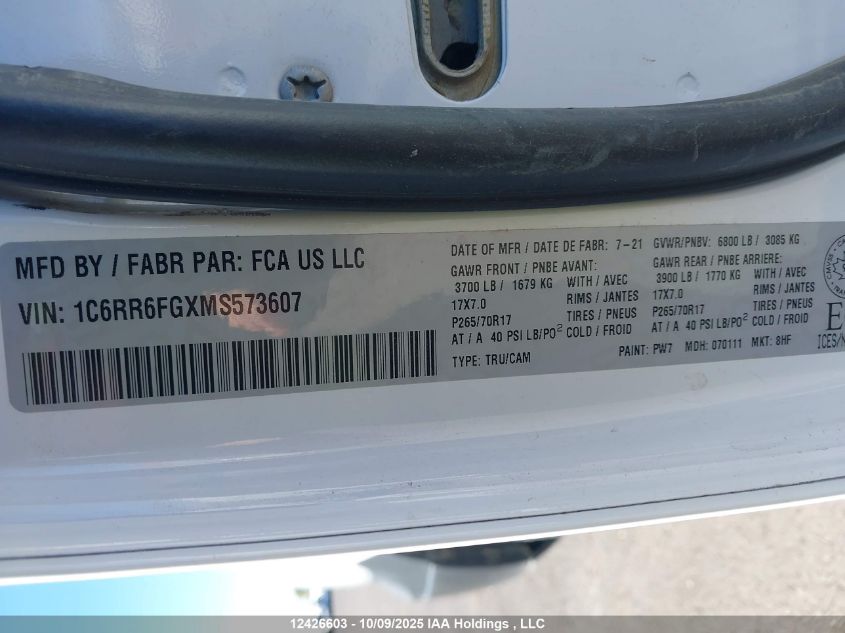 MFD BY / FABR PAR: FCA US LLC
VIN: 1C6RR6FGXMS573607
DATE OF MFR / DATE DE FABR: 7-21 GVWR/PNBV: 6800 LB / 3085 KG
GAWR FRONT / PNBE AVANT: GAWR REAR / PNBE ARRIERE:
3700 LB / 1679 KG WITH / AVEC 3900 LB / 1770 KG WITH / AVEC
17X7.0 RIMS / JANTES 17X7.0 RIMS / JANTES
P265/70R17 TIRES / PNEUS P265/70R17 TIRES / PNEUS
AT / A 40 PSI LB/PO² COLD / FROID AT / A 40 PSI LB/PO² COLD / FROID
TYPE: TRU/CAM PAINT: PW7 MDH: 070111 MKT: 8HF
12426603 - 10/09/2025 IAA Holdings , LLC